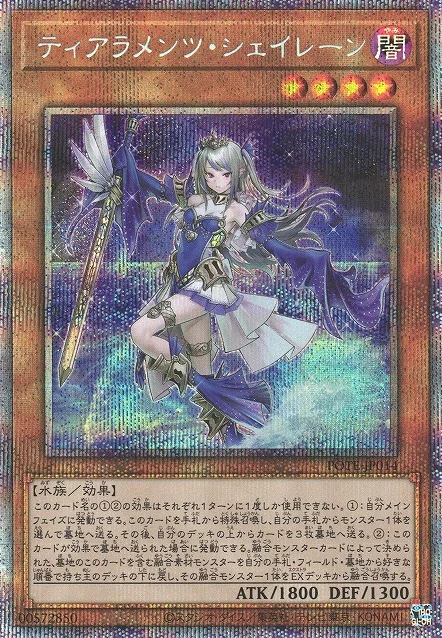 ティアラメンツ・シェイレーン
闇
POTE-JP014
【水族/効果】
このカード名の①②の効果はそれぞれ1ターンに1度しか使用できない。①：自分メイン
フェイズに発動できる。このカードを手札から特殊召喚し、自分の手札からモンスター1体を
選んで墓地へ送る。その後、自分のデッキの上からカードを3枚墓地へ送る。②：この
カードが効果で墓地へ送られた場合に発動できる。融合モンスターカードによって決められ
た、墓地のこのカードを含む融合素材モンスターを自分の手札・フィールド・墓地から好きな
順番で持ち主のデッキの下に戻し、その融合モンスター1体をEXデッキから融合召喚する。
ATK/1800 DEF/1300
KONAMI